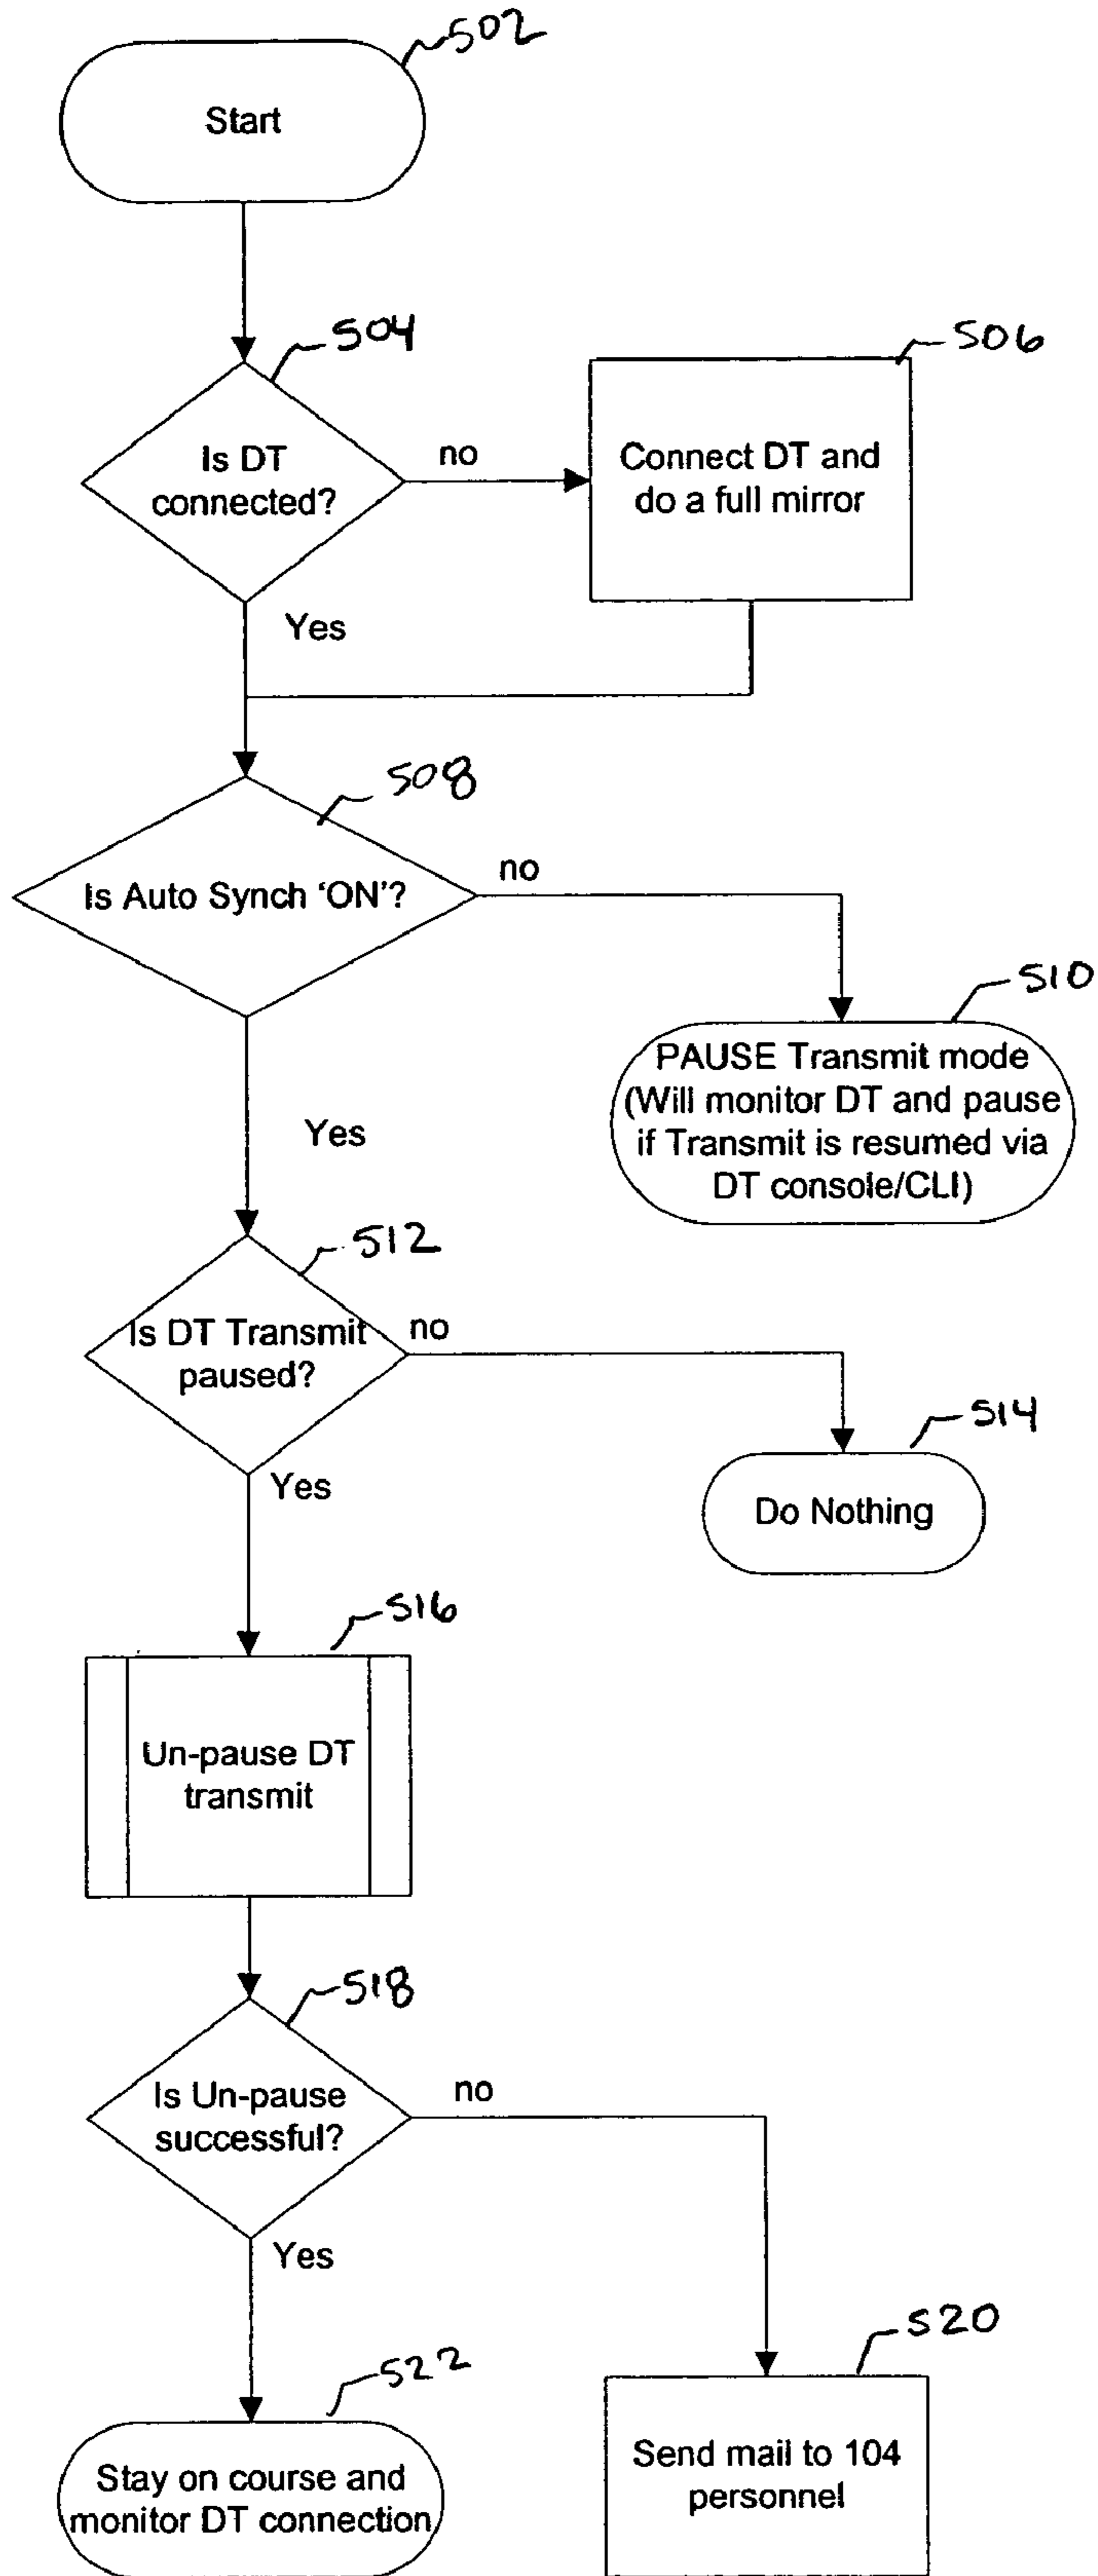 502
Start
504
506
Is DT
connected?
no
Connect DT and
do a full mirror
Yes
508
Is Auto Synch 'ON'?
no
510
PAUSE Transmit mode
(Will monitor DT and pause
if Transmit is resumed via
DT console/CLI)
Yes
512
Is DT Transmit
paused?
no
514
Do Nothing
Yes
516
Un-pause DT
transmit
518
Is Un-pause
successful?
no
Yes
520
522
Send mail to 104
personnel
Stay on course and
monitor DT connection